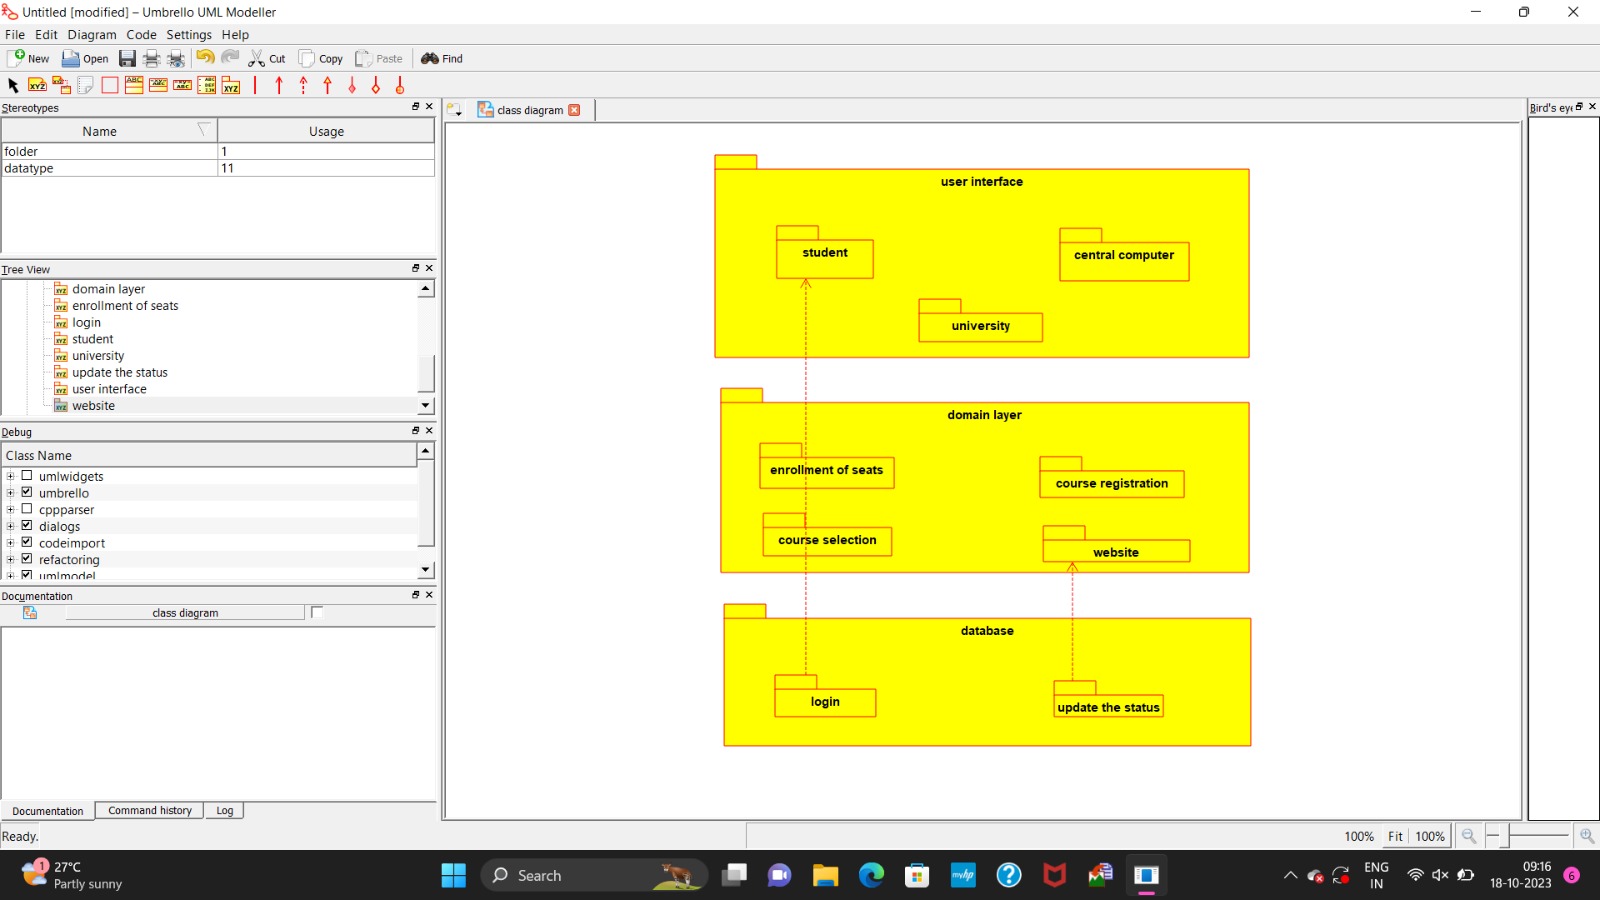 Untitled [modified] – Umbrello UML Modeller
File Edit Diagram Code Settings Help
New Open Cut Copy Paste Find
Stereotypes
Name Usage
folder 1
datatype 11
Tree View
domain layer
enrollment of seats
login
student
university
update the status
user interface
website
Debug
Class Name
umlwidgets
umbrello
cppparser
dialogs
codeimport
refactoring
umlmodel
Documentation
class diagram
Documentation Command history Log
Ready.
class diagram
user interface
student
central computer
university
domain layer
enrollment of seats
course registration
course selection
website
database
login
update the status
Bird's eye
100% Fit 100%
1
27°C
Partly sunny
Search
myhp
ENG
IN
09:16
18-10-2023
6